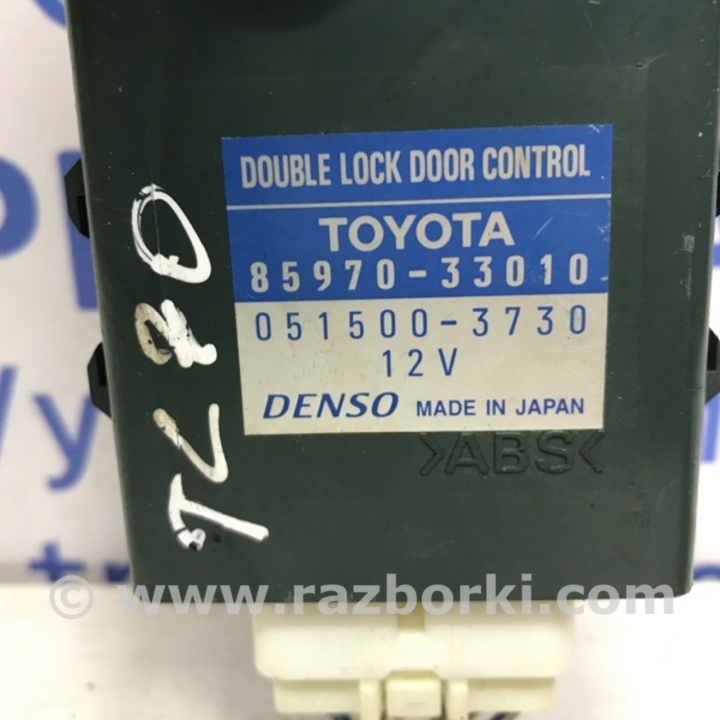 DOUBLE LOCK DOOR CONTROL
TOYOTA
85970-33010
051500-3730
12V
DENSO MADE IN JAPAN
>ABS<
© www.razborki.com